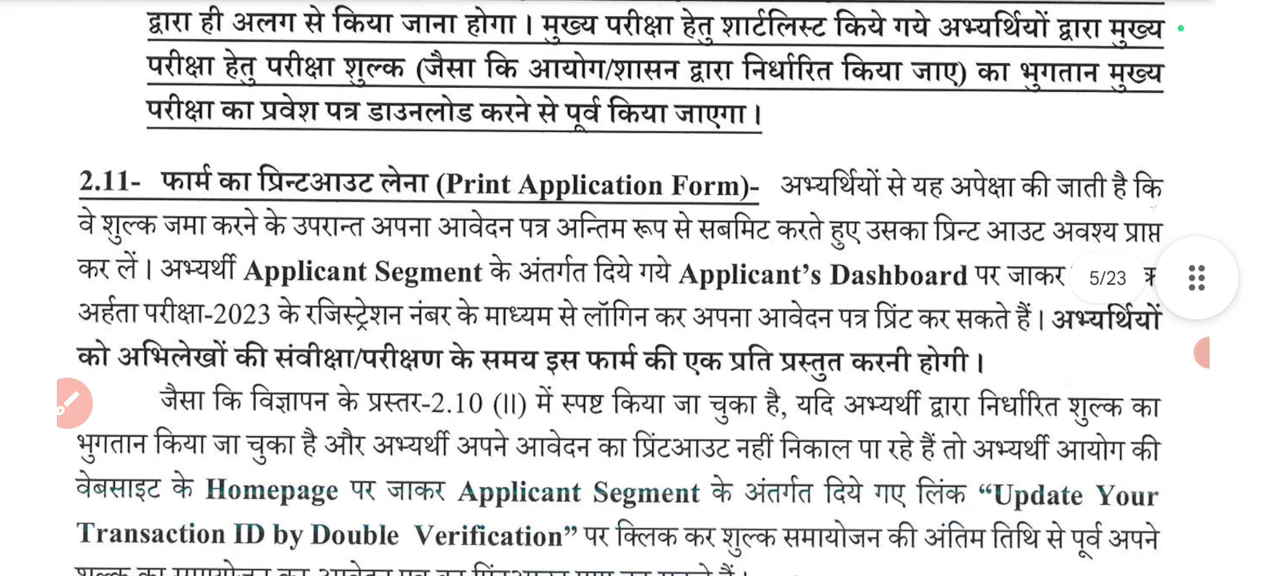 द्वारा ही अलग से किया जाना होगा। मुख्य परीक्षा हेतु शार्टलिस्ट किये गये अभ्यर्थियों द्वारा मुख्य
परीक्षा हेतु परीक्षा शुल्क (जैसा कि आयोग/शासन द्वारा निर्धारित किया जाए) का भुगतान मुख्य
परीक्षा का प्रवेश पत्र डाउनलोड करने से पूर्व किया जाएगा।
2.11- फार्म का प्रिन्टआउट लेना (Print Application Form)- अभ्यर्थियों से यह अपेक्षा की जाती है कि
वे शुल्क जमा करने के उपरान्त अपना आवेदन पत्र अन्तिम रूप से सबमिट करते हुए उसका प्रिन्ट आउट अवश्य प्राप्त
कर लें। अभ्यर्थी Applicant Segment के अंतर्गत दिये गये Applicant's Dashboard पर जाकर
5/23
अर्हता परीक्षा-2023 के रजिस्ट्रेशन नंबर के माध्यम से लॉगिन कर अपना आवेदन पत्र प्रिंट कर सकते हैं। अभ्यर्थियों
को अभिलेखों की संवीक्षा/परीक्षण के समय इस फार्म की एक प्रति प्रस्तुत करनी होगी।
जैसा कि विज्ञापन के प्रस्तर-2.10 (II) में स्पष्ट किया जा चुका है, यदि अभ्यर्थी द्वारा निर्धारित शुल्क का
भुगतान किया जा चुका है और अभ्यर्थी अपने आवेदन का प्रिंटआउट नहीं निकाल पा रहे हैं तो अभ्यर्थी आयोग की
वेबसाइट के Homepage पर जाकर Applicant Segment के अंतर्गत दिये गए लिंक “Update Your
Transaction ID by Double Verification” पर क्लिक कर शुल्क समायोजन की अंतिम तिथि से पूर्व अपने